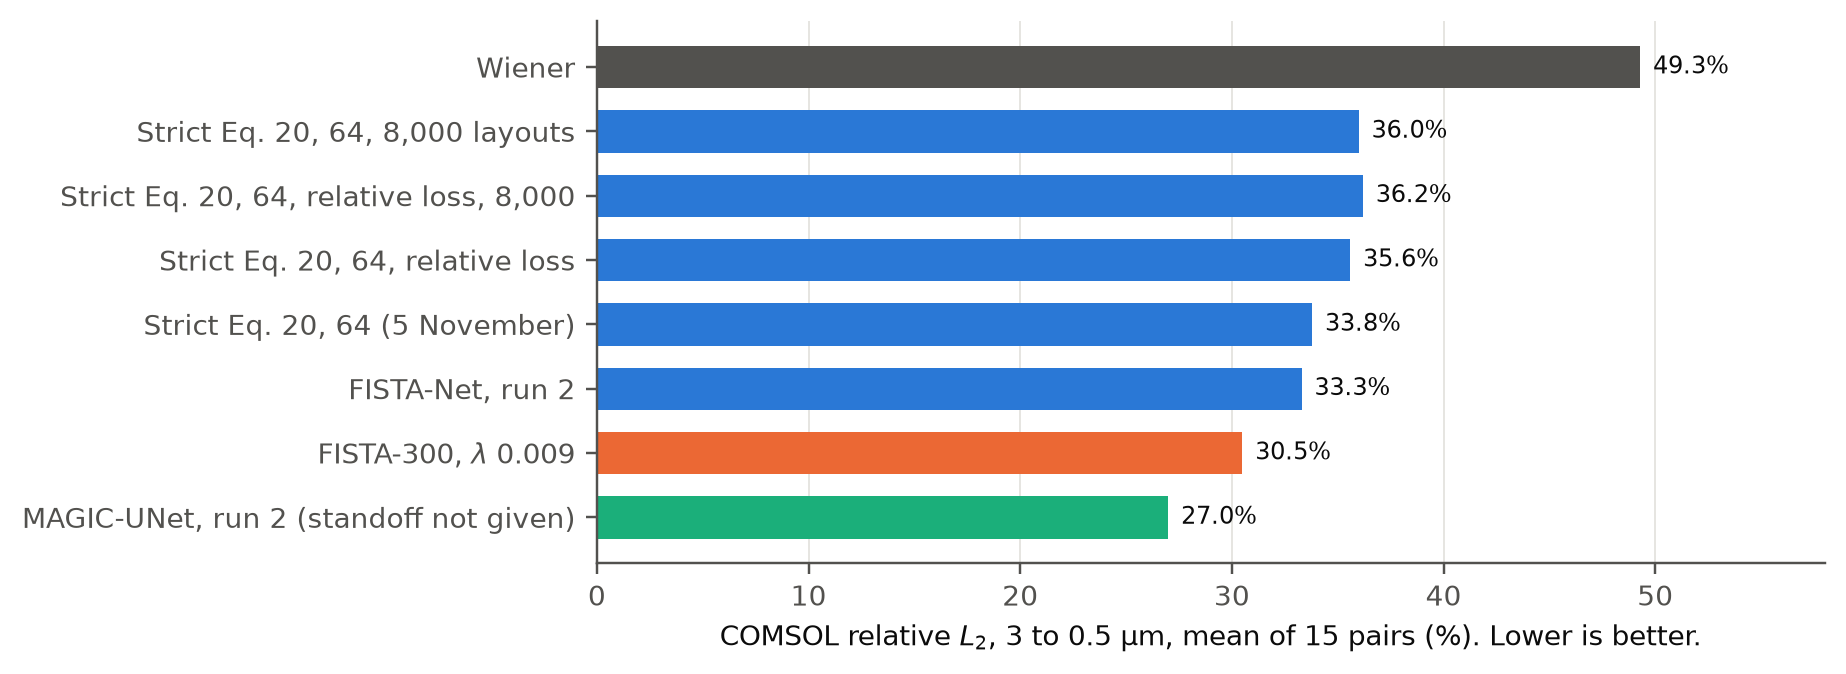 Wiener 49.3%
Strict Eq. 20, 64, 8,000 layouts 36.0%
Strict Eq. 20, 64, relative loss, 8,000 36.2%
Strict Eq. 20, 64, relative loss 35.6%
Strict Eq. 20, 64 (5 November) 33.8%
FISTA-Net, run 2 33.3%
FISTA-300, λ 0.009 30.5%
MAGIC-UNet, run 2 (standoff not given) 27.0%
0 10 20 30 40 50
COMSOL relative L₂, 3 to 0.5 µm, mean of 15 pairs (%). Lower is better.